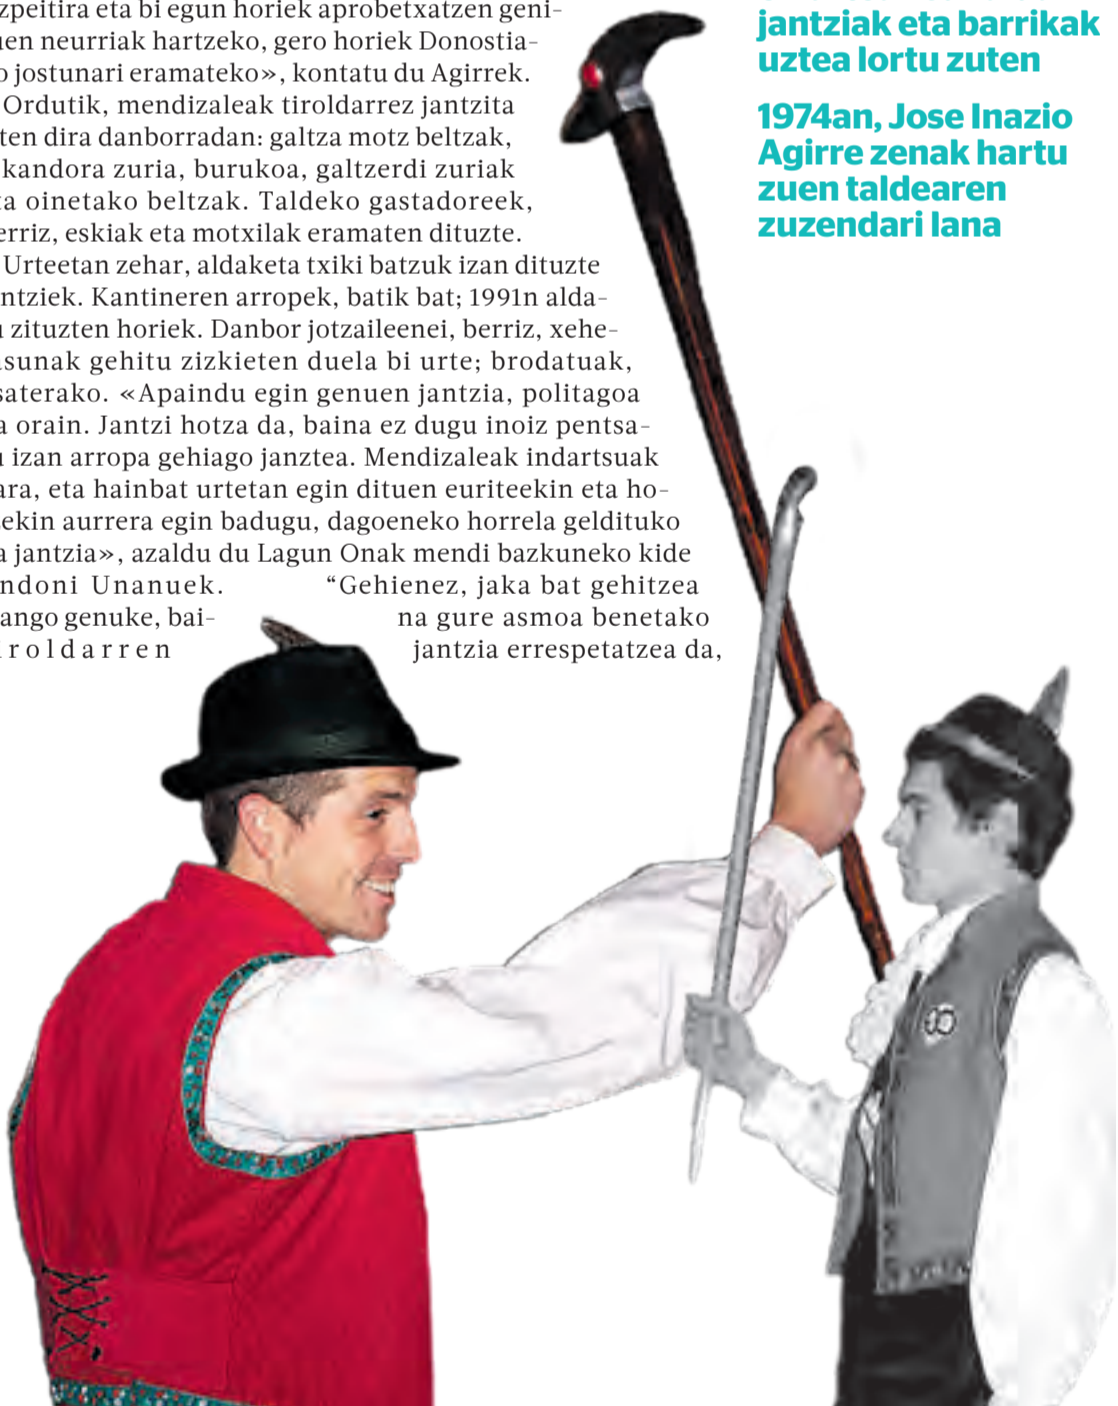 zpeitira eta bi egun horiek aprobetxatzen geni-
en neurriak hartzeko, gero horiek Donostia-
o jostunari eramateko», kontatu du Agirrek.
Ordutik, mendizaleak tiroldarrez jantzita
ten dira danborradan: galtza motz beltzak,
kandora zuria, burukoa, galtzerdi zuriak
ta oinetako beltzak. Taldeko gastadoreek,
erriz, eskiak eta motxilak eramaten dituzte.
Urteetan zehar, aldaketa txiki batzuk izan dituzte
ntziek. Kantineren arropek, batik bat; 1991n alda-
zituzten horiek. Danbor jotzaileenei, berriz, xehe-
sunak gehitu zizkieten duela bi urte; brodatuak,
saterako. «Apaindu egin genuen jantzia, politagoa
a orain. Jantzi hotza da, baina ez dugu inoiz pentsa-
izan arropa gehiago janztea. Mendizaleak indartsuak
ara, eta hainbat urtetan egin dituen euriteekin eta ho-
ekin aurrera egin badugu, dagoeneko horrela geldituko
a jantzia», azaldu du Lagun Onak mendi bazkuneko kide
ndoni Unanuek. “Gehienez, jaka bat gehitzea
ango genuke, bai- na gure asmoa benetako
iroldarren jantzia errespetatzea da,
jantziak eta barrikak
uztea lortu zuten
1974an, Jose Inazio
Agirre zenak hartu
zuen taldearen
zuzendari lana